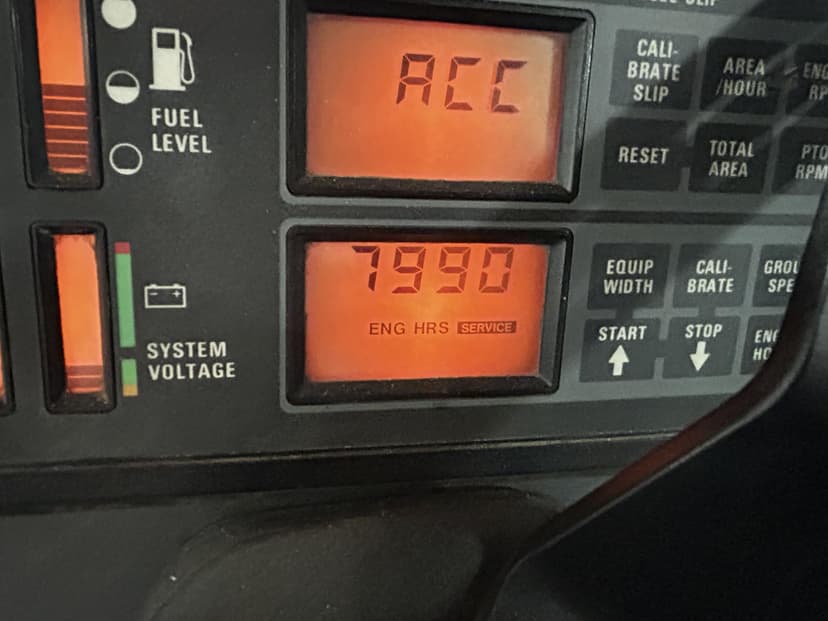 FUEL
LEVEL
ACC
CALI-
BRATE
SLIP
AREA
/HOUR
RESET
TOTAL
AREA
PTO
SYSTEM
VOLTAGE
7990
ENG HRS SERVICE
EQUIP
WIDTH
CALI-
BRATE
START
STOP